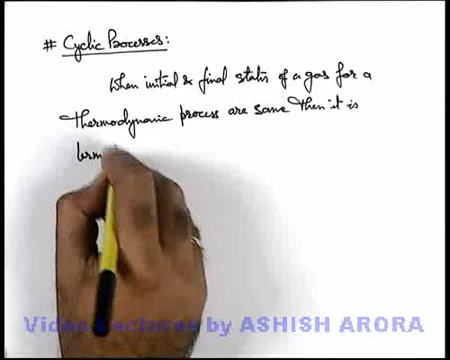 # Cyclic Processes:
When initial & final states of a gas for a
Thermodynamic process are same then it is
term
Video Lectures by ASHISH ARORA